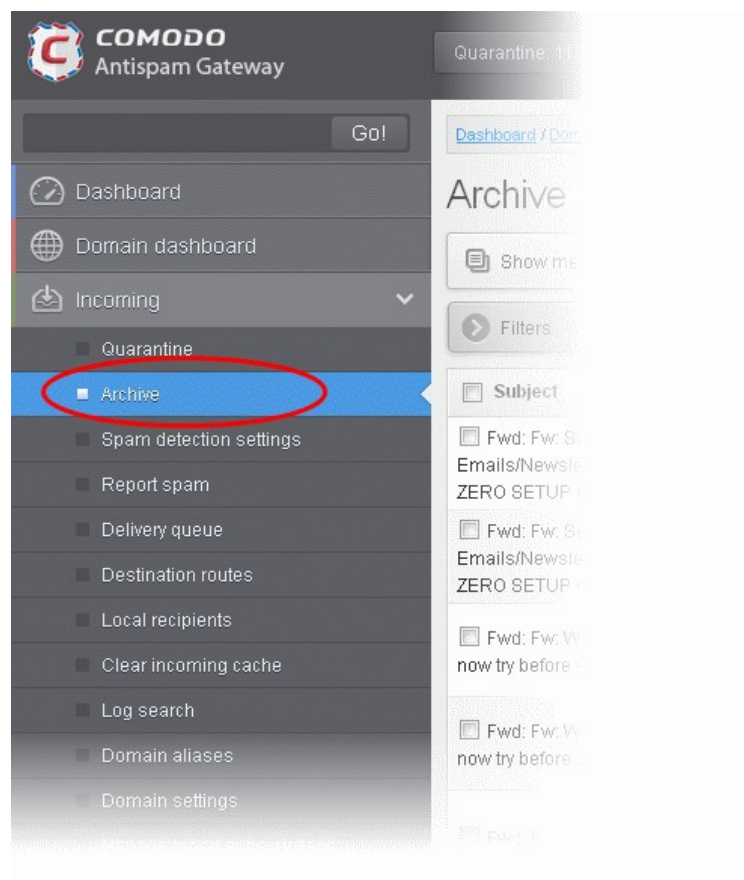 COMODO
Antispam Gateway
Go!
Dashboard
Domain dashboard
Incoming
Quarantine
Archive
Spam detection settings
Report spam
Delivery queue
Destination routes
Local recipients
Clear incoming cache
Log search
Domain aliases
Domain settings
Quarantine: 11
Dashboard / Dom
Archive
Show me
Filters
Subject
Fwd: Fw: S
Emails/Newsle
ZERO SETUP
Fwd: Fw: S
Emails/Newsle
ZERO SETUP
Fwd: Fw: W
now try before
Fwd: Fw: W
now try before